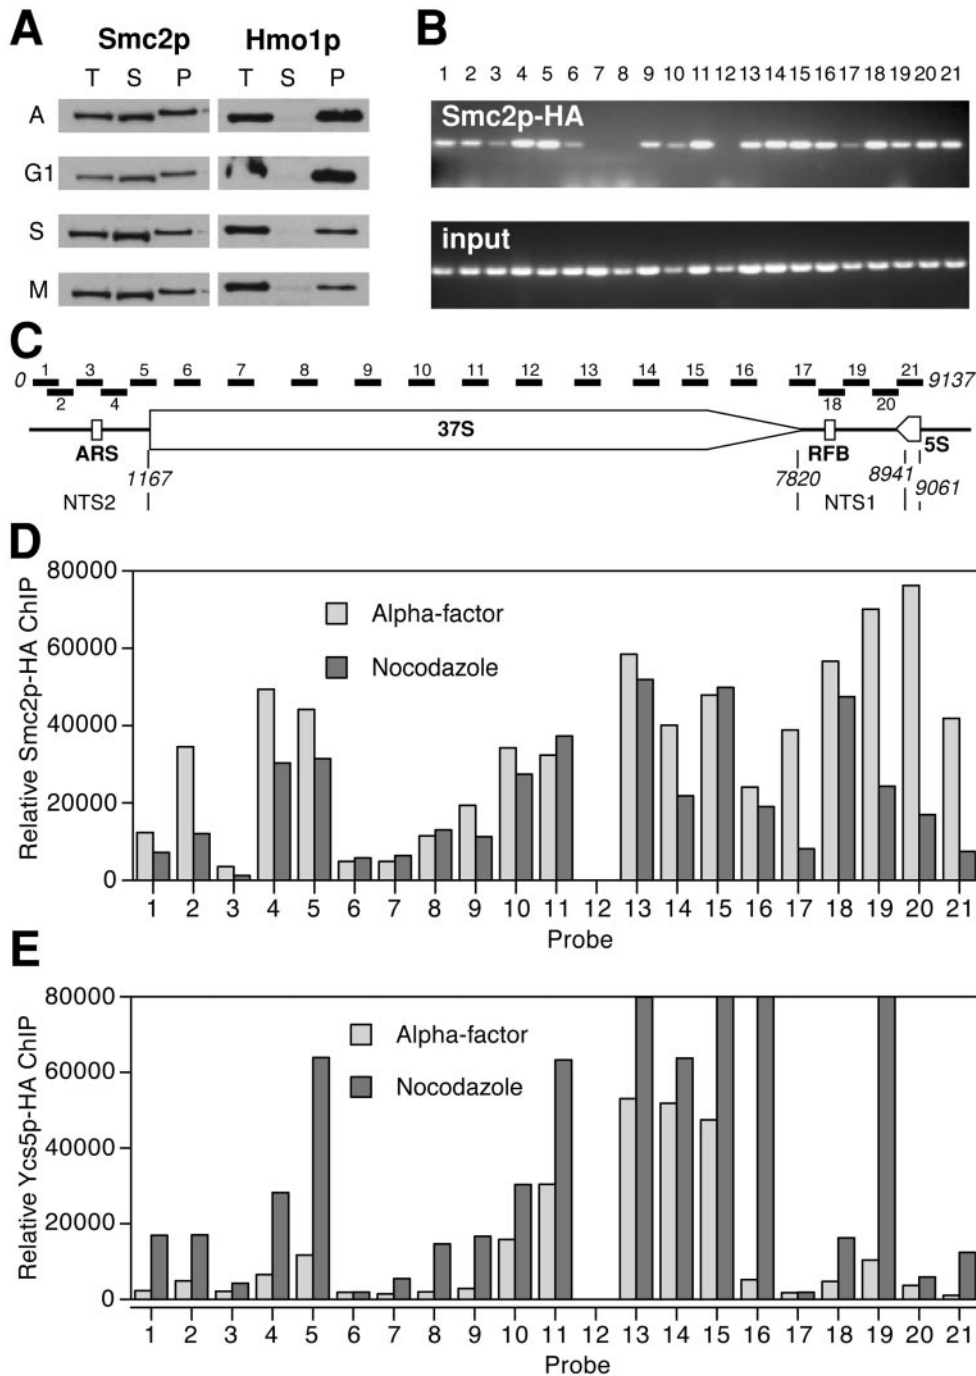 A
Smc2p Hmo1p
T S P T S P
A
G1
S
M
B
1 2 3 4 5 6 7 8 9 10 11 12 13 14 15 16 17 18 19 20 21
Smc2p-HA
input
C
1 3 5 6 7 8 9 10 11 12 13 14 15 16 17 19 21
0 9137
2 4 18 20
37S
ARS RFB 5S
1167 7820 8941 9061
NTS2 NTS1
D
Relative Smc2p-HA ChIP
80000
60000
40000
20000
0
Alpha-factor
Nocodazole
1 2 3 4 5 6 7 8 9 10 11 12 13 14 15 16 17 18 19 20 21
Probe
E
Relative Ycs5p-HA ChIP
80000
60000
40000
20000
0
Alpha-factor
Nocodazole
1 2 3 4 5 6 7 8 9 10 11 12 13 14 15 16 17 18 19 20 21
Probe